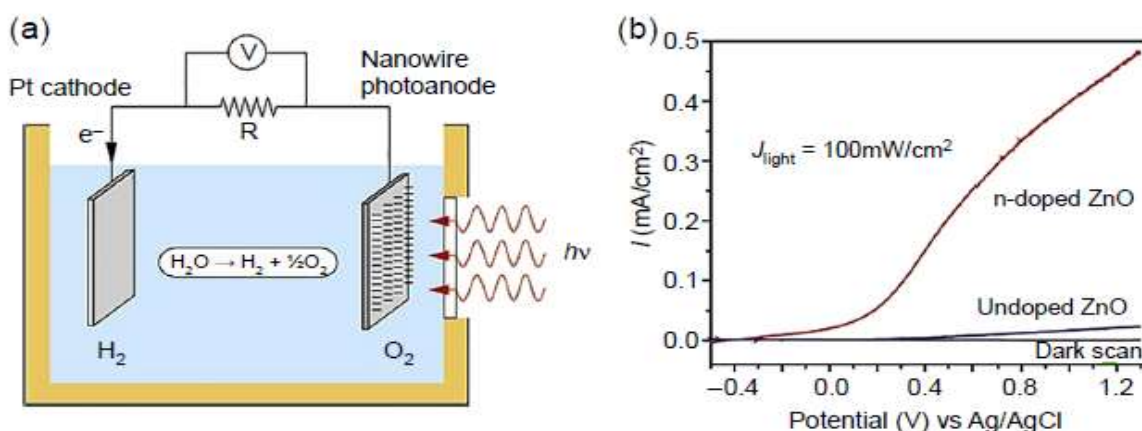 (a)
V
Nanowire
photoanode
Pt cathode
e⁻
R
H₂O → H₂ + ½O₂
hν
H₂
O₂
(b)
0.5
0.4
0.3
0.2
0.1
0.0
I (mA/cm²)
J_light = 100mW/cm²
n-doped ZnO
Undoped ZnO
Dark scan
–0.4 0.0 0.4 0.8 1.2
Potential (V) vs Ag/AgCl